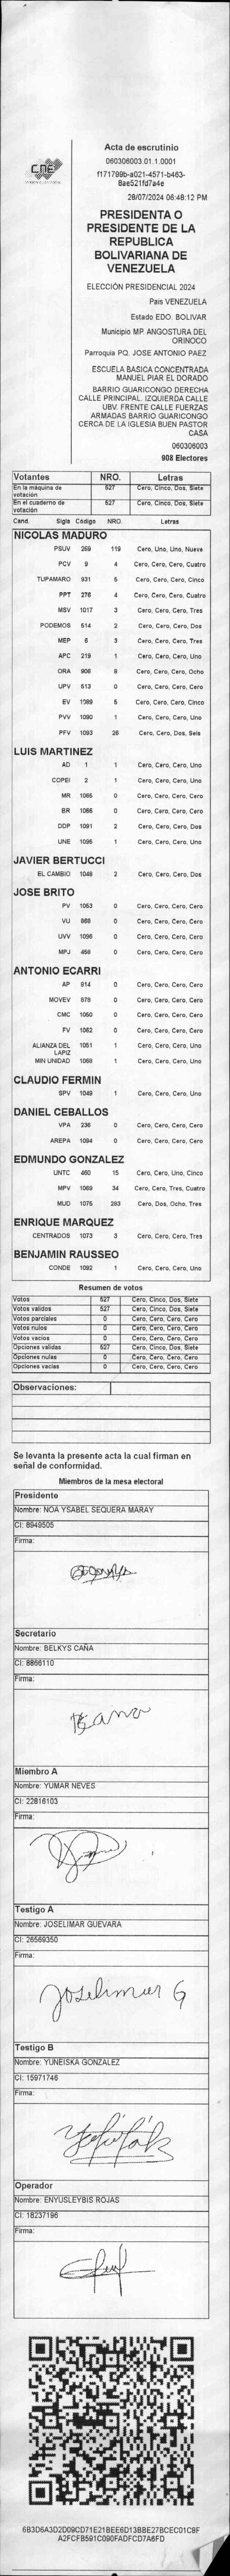 CNE
Acta de escrutinio
060306003.01.1.0001
f171789b-a021-4571-b463-
8ae521fd7a4e
28/07/2024 06:48:12 PM
PRESIDENTA O
PRESIDENTE DE LA
REPUBLICA
BOLIVARIANA DE
VENEZUELA
ELECCIÓN PRESIDENCIAL 2024
País VENEZUELA
Estado EDO. BOLIVAR
Municipio MP. ANGOSTURA DEL
ORINOCO
Parroquia PQ. JOSE ANTONIO PAEZ
ESCUELA BASICA CONCENTRADA
MANUEL PIAR EL DORADO
BARRIO GUARICONGO DERECHA
CALLE PRINCIPAL. IZQUIERDA CALLE
UBV. FRENTE CALLE FUERZAS
ARMADAS BARRIO GUARICONGO
CERCA DE LA IGLESIA BUEN PASTOR
CASA
060306003
908 Electores
Votantes NRO. Letras
En la máquina de votación 527 Cero, Cinco, Dos, Siete
En el cuaderno de votación 527 Cero, Cinco, Dos, Siete
Cand. Sigla Código NRO. Letras
NICOLAS MADURO
PSUV 269 119 Cero, Uno, Uno, Nueve
PCV 9 4 Cero, Cero, Cero, Cuatro
TUPAMARO 931 5 Cero, Cero, Cero, Cinco
PPT 276 4 Cero, Cero, Cero, Cuatro
MSV 1017 3 Cero, Cero, Cero, Tres
PODEMOS 514 2 Cero, Cero, Cero, Dos
MEP 6 3 Cero, Cero, Cero, Tres
APC 219 1 Cero, Cero, Cero, Uno
ORA 908 8 Cero, Cero, Cero, Ocho
UPV 513 0 Cero, Cero, Cero, Cero
EV 1089 5 Cero, Cero, Cero, Cinco
PVV 1090 1 Cero, Cero, Cero, Uno
PFV 1093 26 Cero, Cero, Dos, Seis
LUIS MARTINEZ
AD 1 1 Cero, Cero, Cero, Uno
COPEI 2 1 Cero, Cero, Cero, Uno
MR 1065 0 Cero, Cero, Cero, Cero
BR 1066 0 Cero, Cero, Cero, Cero
DDP 1091 2 Cero, Cero, Cero, Dos
UNE 1095 1 Cero, Cero, Cero, Uno
JAVIER BERTUCCI
EL CAMBIO 1048 2 Cero, Cero, Cero, Dos
JOSE BRITO
PV 1053 0 Cero, Cero, Cero, Cero
VU 868 0 Cero, Cero, Cero, Cero
UVV 1096 0 Cero, Cero, Cero, Cero
MPJ 458 0 Cero, Cero, Cero, Cero
ANTONIO ECARRI
AP 914 0 Cero, Cero, Cero, Cero
MOVEV 878 0 Cero, Cero, Cero, Cero
CMC 1050 0 Cero, Cero, Cero, Cero
FV 1082 0 Cero, Cero, Cero, Cero
ALIANZA DEL LAPIZ 1051 1 Cero, Cero, Cero, Uno
MIN UNIDAD 1068 1 Cero, Cero, Cero, Uno
CLAUDIO FERMIN
SPV 1049 1 Cero, Cero, Cero, Uno
DANIEL CEBALLOS
VPA 236 0 Cero, Cero, Cero, Cero
AREPA 1094 0 Cero, Cero, Cero, Cero
EDMUNDO GONZALEZ
UNTC 460 15 Cero, Cero, Uno, Cinco
MPV 1069 34 Cero, Cero, Tres, Cuatro
MUD 1075 283 Cero, Dos, Ocho, Tres
ENRIQUE MARQUEZ
CENTRADOS 1073 3 Cero, Cero, Cero, Tres
BENJAMIN RAUSSEO
CONDE 1092 1 Cero, Cero, Cero, Uno
Resumen de votos
Votos 527 Cero, Cinco, Dos, Siete
Votos validos 527 Cero, Cinco, Dos, Siete
Votos parciales 0 Cero, Cero, Cero, Cero
Votos nulos 0 Cero, Cero, Cero, Cero
Votos vacios 0 Cero, Cero, Cero, Cero
Opciones validas 527 Cero, Cinco, Dos, Siete
Opciones nulas 0 Cero, Cero, Cero, Cero
Opciones vacias 0 Cero, Cero, Cero, Cero
Observaciones:
Se levanta la presente acta la cual firman en
señal de conformidad.
Miembros de la mesa electoral
Presidente
Nombre: NOA YSABEL SEQUERA MARAY
CI: 8949505
Firma:
Secretario
Nombre: BELKYS CAÑA
CI: 8866110
Firma:
Miembro A
Nombre: YUMAR NEVES
CI: 22816103
Firma:
Testigo A
Nombre: JOSELIMAR GUEVARA
CI: 26569350
Firma:
Joselimar G
Testigo B
Nombre: YUNEISKA GONZALEZ
CI: 15971746
Firma:
Operador
Nombre: ENYUSLEYBIS ROJAS
CI: 18237196
Firma:
6B3D6A3D2D09CD71E21BEE6D13BBE27BCEC01C8F
A2FCFB591C090FADFCD7A6FD